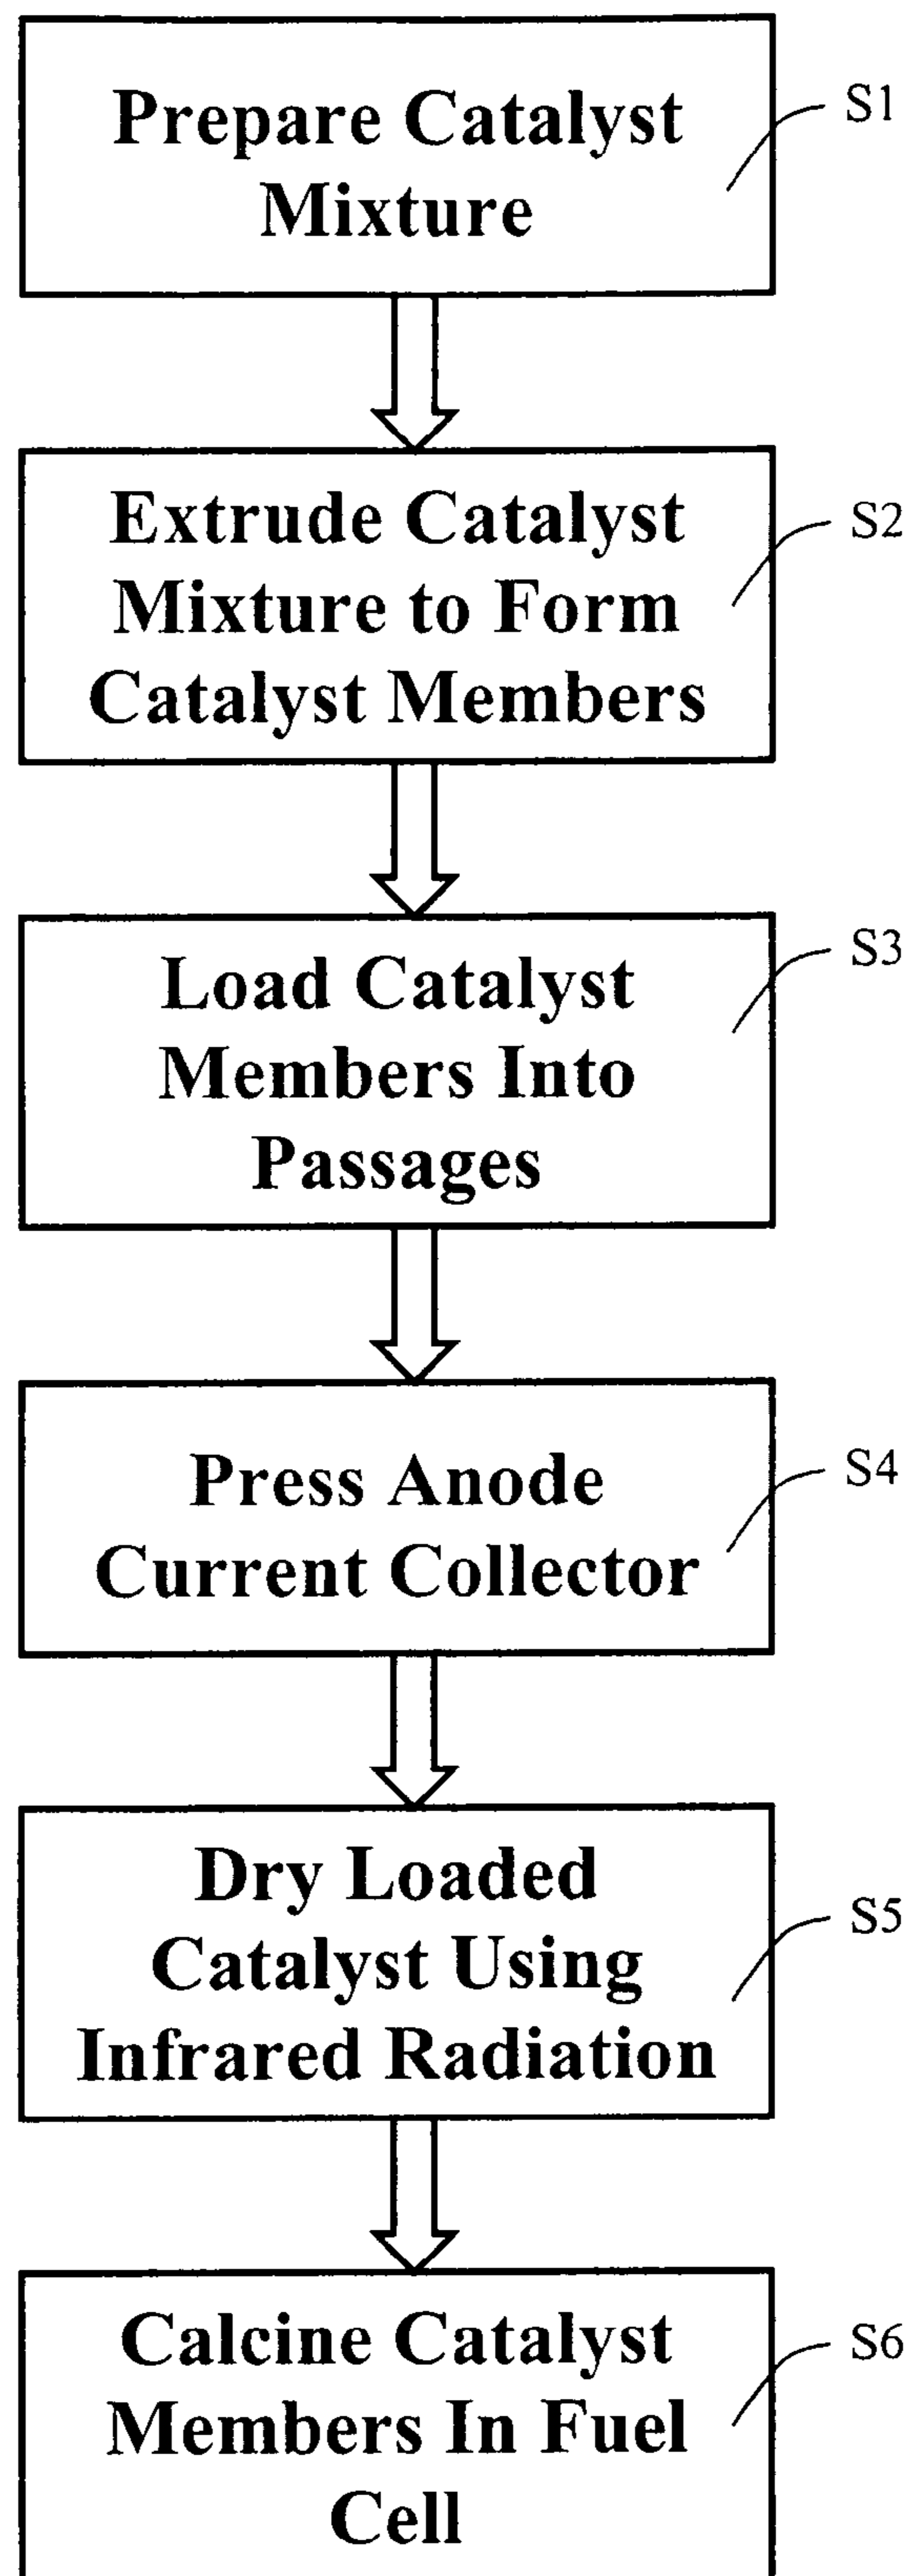 Prepare Catalyst
Mixture
S1
Extrude Catalyst
Mixture to Form
Catalyst Members
S2
Load Catalyst
Members Into
Passages
S3
Press Anode
Current Collector
S4
Dry Loaded
Catalyst Using
Infrared Radiation
S5
Calcine Catalyst
Members In Fuel
Cell
S6